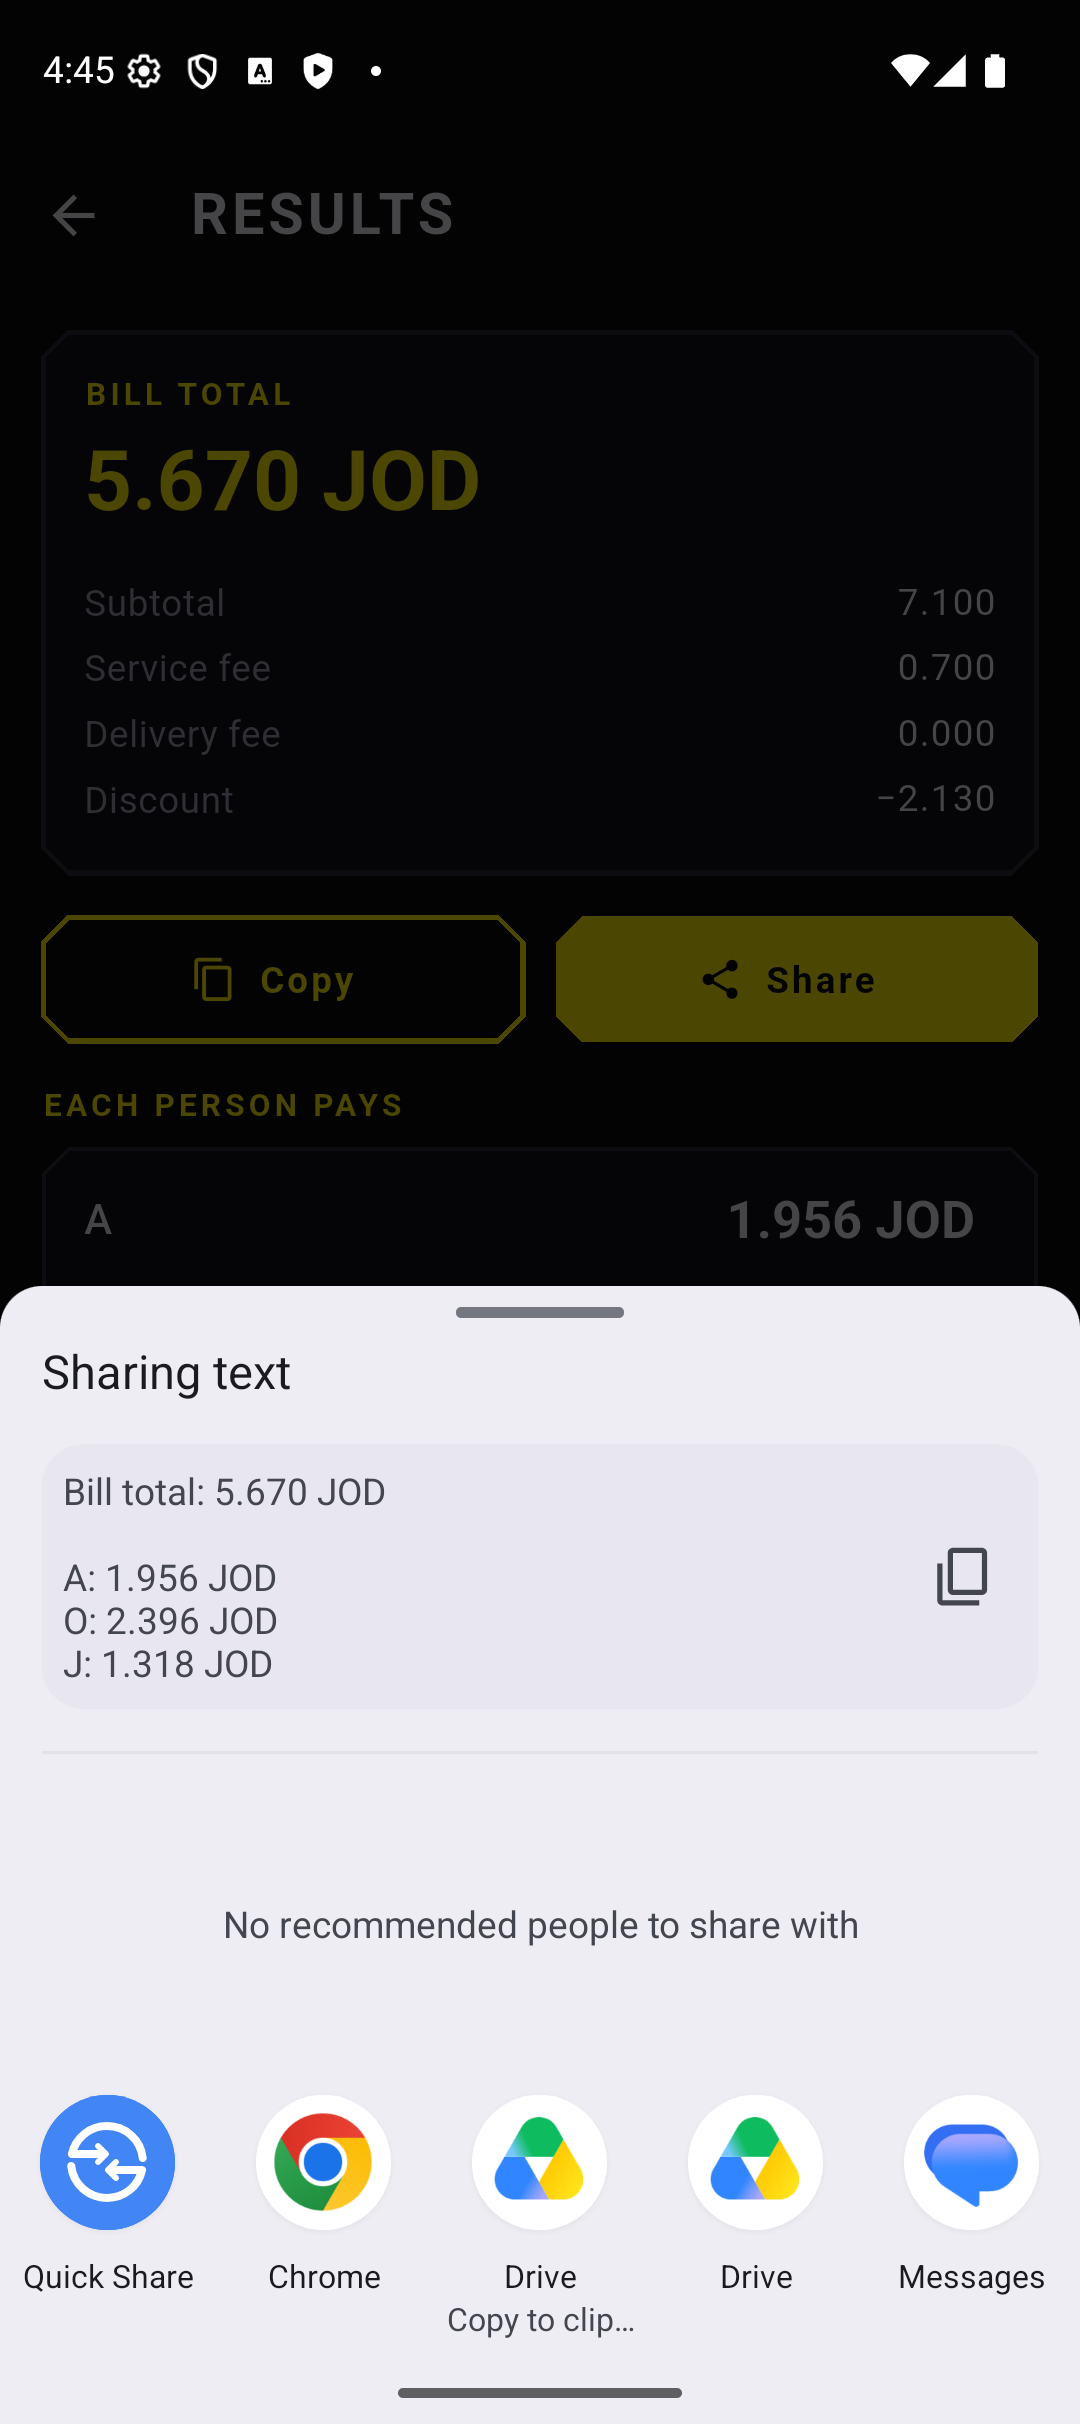 4:45
RESULTS
BILL TOTAL
5.670 JOD
Subtotal 7.100
Service fee 0.700
Delivery fee 0.000
Discount −2.130
Copy Share
EACH PERSON PAYS
A 1.956 JOD
Sharing text
Bill total: 5.670 JOD
A: 1.956 JOD
O: 2.396 JOD
J: 1.318 JOD
No recommended people to share with
Quick Share Chrome Drive Drive Messages
Copy to clip...